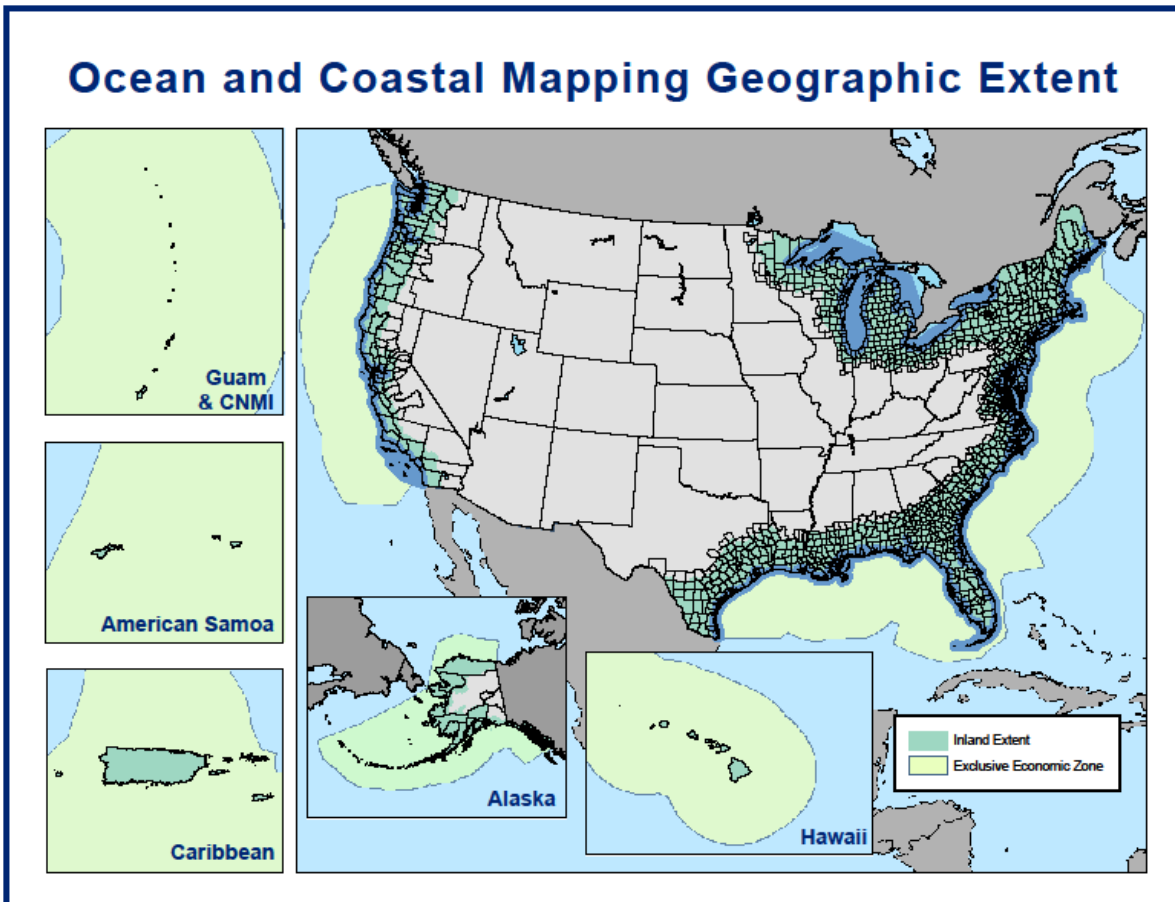 Ocean and Coastal Mapping Geographic Extent
Guam
& CNMI
American Samoa
Caribbean
Alaska
Hawaii
Inland Extent
Exclusive Economic Zone